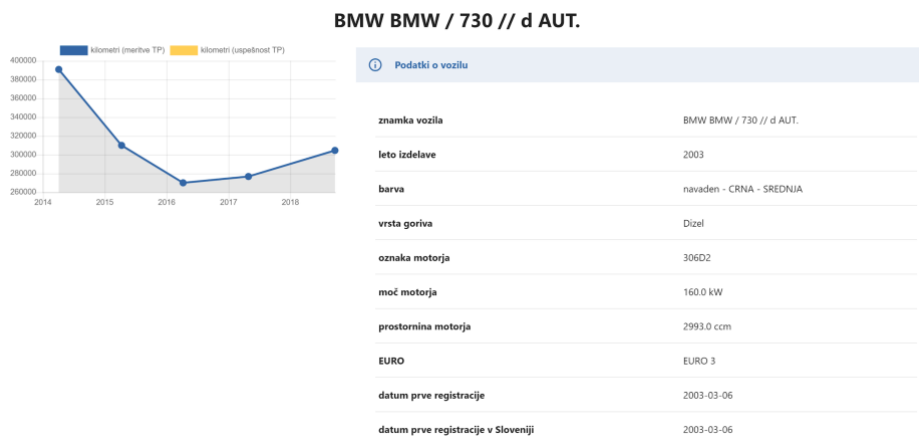 BMW BMW / 730 // d AUT.
kilometri (meritve TP) kilometri (uspešnost TP)
400000
380000
360000
340000
320000
300000
280000
260000
2014 2015 2016 2017 2018
Podatki o vozilu
znamka vozila BMW BMW / 730 // d AUT.
leto izdelave 2003
barva navaden - CRNA - SREDNJA
vrsta goriva Dizel
oznaka motorja 306D2
moč motorja 160.0 kW
prostornina motorja 2993.0 ccm
EURO EURO 3
datum prve registracije 2003-03-06
datum prve registracije v Sloveniji 2003-03-06